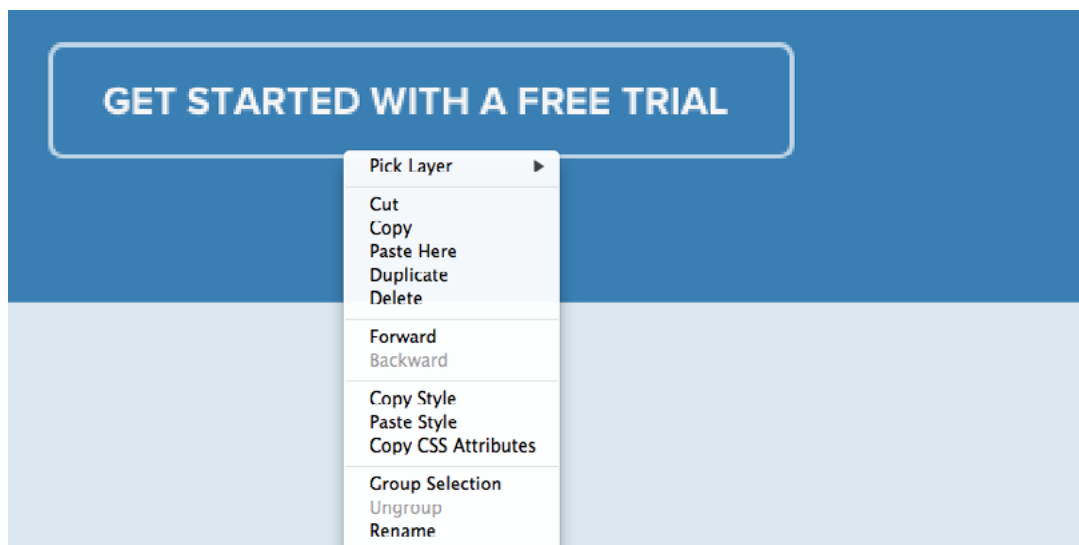 GET STARTED WITH A FREE TRIAL
Pick Layer
Cut
Copy
Paste Here
Duplicate
Delete
Forward
Backward
Copy Style
Paste Style
Copy CSS Attributes
Group Selection
Ungroup
Rename